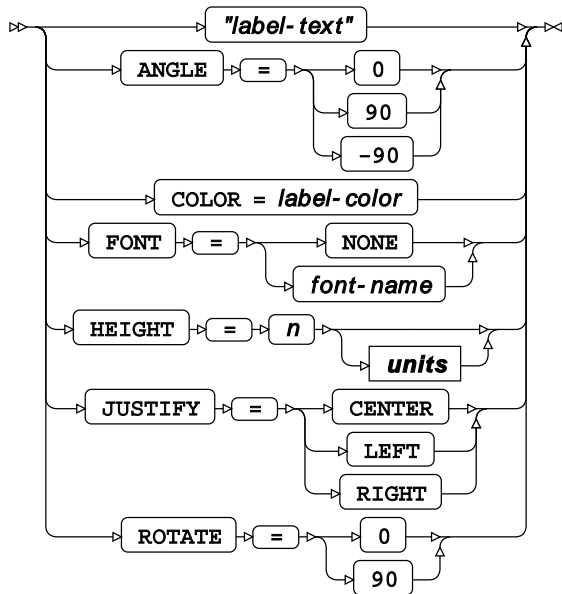 "label-text"
ANGLE = 0
90
-90
COLOR = label-color
FONT = NONE
font-name
HEIGHT = n
units
JUSTIFY = CENTER
LEFT
RIGHT
ROTATE = 0
90